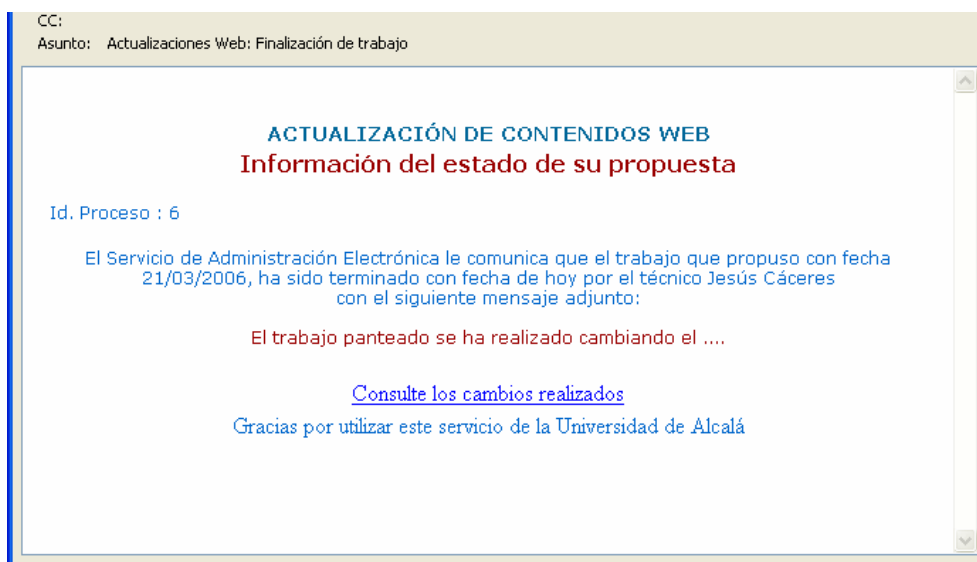 CC:
Asunto: Actualizaciones Web: Finalización de trabajo
ACTUALIZACIÓN DE CONTENIDOS WEB
Información del estado de su propuesta
Id. Proceso : 6
El Servicio de Administración Electrónica le comunica que el trabajo que propuso con fecha
21/03/2006, ha sido terminado con fecha de hoy por el técnico Jesús Cáceres
con el siguiente mensaje adjunto:
El trabajo panteado se ha realizado cambiando el ....
Consulte los cambios realizados
Gracias por utilizar este servicio de la Universidad de Alcalá